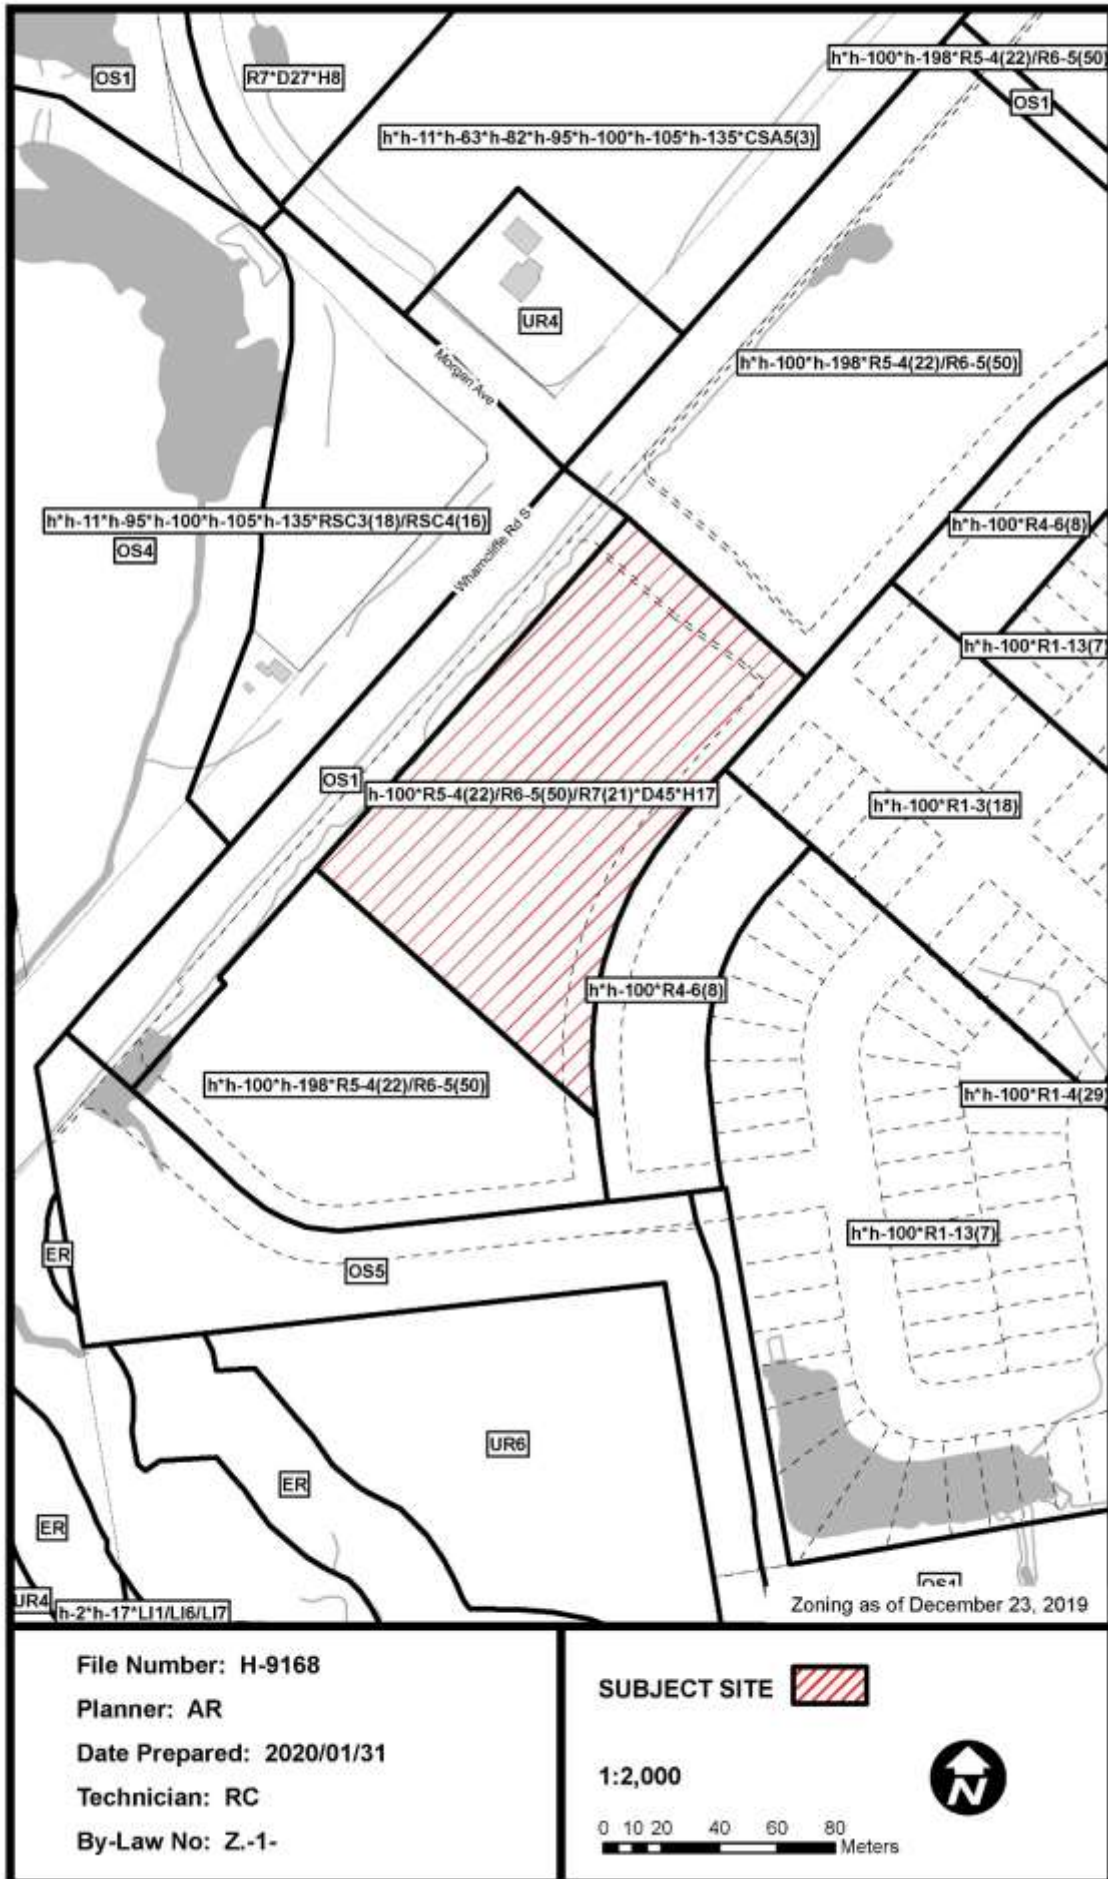 h*h-100*h-198*R5-4(22)/R6-5(50)
OS1
R7*D27*H8
OS1
h*h-11*h-63*h-82*h-95*h-100*h-105*h-135*CSA5(3)
UR4
Morgan Ave
h*h-100*h-198*R5-4(22)/R6-5(50)
h*h-11*h-95*h-100*h-105*h-135*RSC3(18)/RSC4(16)
OS4
Wharncliffe Rd S
h*h-100*R4-6(8)
h*h-100*R1-13(7)
OS1
h-100*R5-4(22)/R6-5(50)/R7(21)*D45*H17
h*h-100*R1-3(18)
h*h-100*R4-6(8)
h*h-100*h-198*R5-4(22)/R6-5(50)
h*h-100*R1-4(29)
h*h-100*R1-13(7)
ER
OS5
UR6
ER
ER
OS1
UR4
h-2*h-17*LI1/LI6/LI7
Zoning as of December 23, 2019
File Number: H-9168
Planner: AR
Date Prepared: 2020/01/31
Technician: RC
By-Law No: Z.-1-
SUBJECT SITE
1:2,000
N
0 10 20 40 60 80
Meters